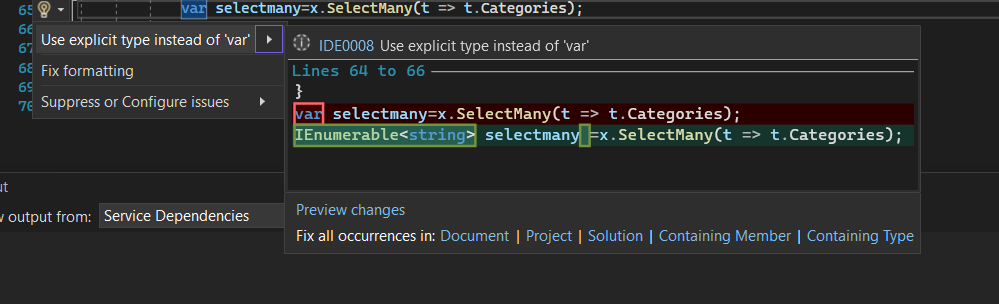 65 var selectmany=x.SelectMany(t => t.Categories);
66
67
68
69
70
Use explicit type instead of 'var'
Fix formatting
Suppress or Configure issues
IDE0008 Use explicit type instead of 'var'
Lines 64 to 66
}
var selectmany=x.SelectMany(t => t.Categories);
IEnumerable<string> selectmany =x.SelectMany(t => t.Categories);
Preview changes
Fix all occurrences in: Document | Project | Solution | Containing Member | Containing Type
ut
w output from: Service Dependencies